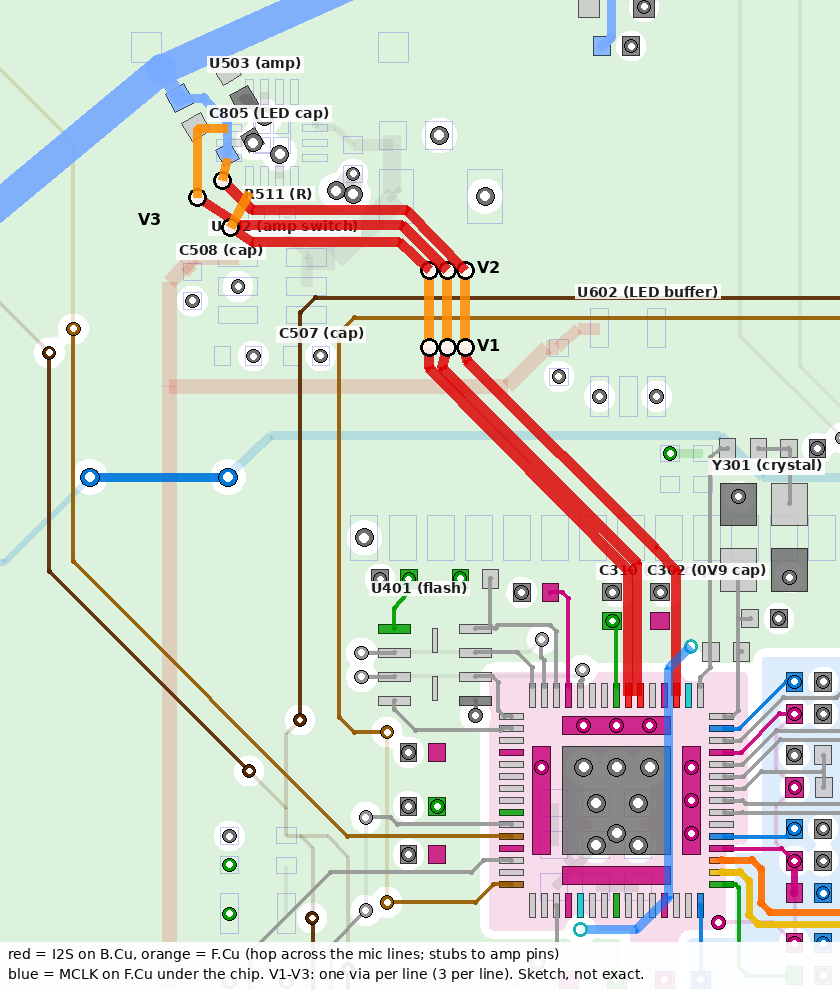 U503 (amp)
C805 (LED cap)
R511 (R)
V3
(amp switch)
C508 (cap)
V2
U602 (LED buffer)
C507 (cap)
V1
Y301 (crystal)
C310
C302 (0V9 cap)
U401 (flash)
red = I2S on B.Cu, orange = F.Cu (hop across the mic lines; stubs to amp pins)
blue = MCLK on F.Cu under the chip. V1-V3: one via per line (3 per line). Sketch, not exact.